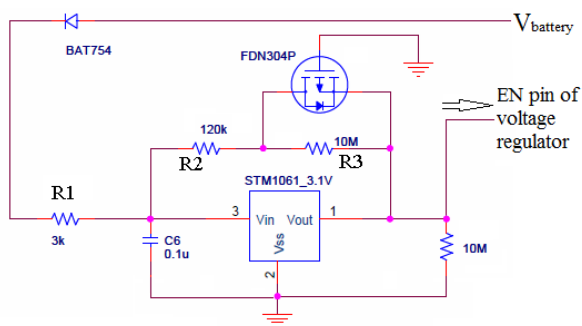 V battery
BAT754
FDN304P
EN pin of
voltage
regulator
120k
10M
R2
R3
STM1061_3.1V
R1
3
Vin
Vout
1
3k
C6
0.1u
Vss
2
10M